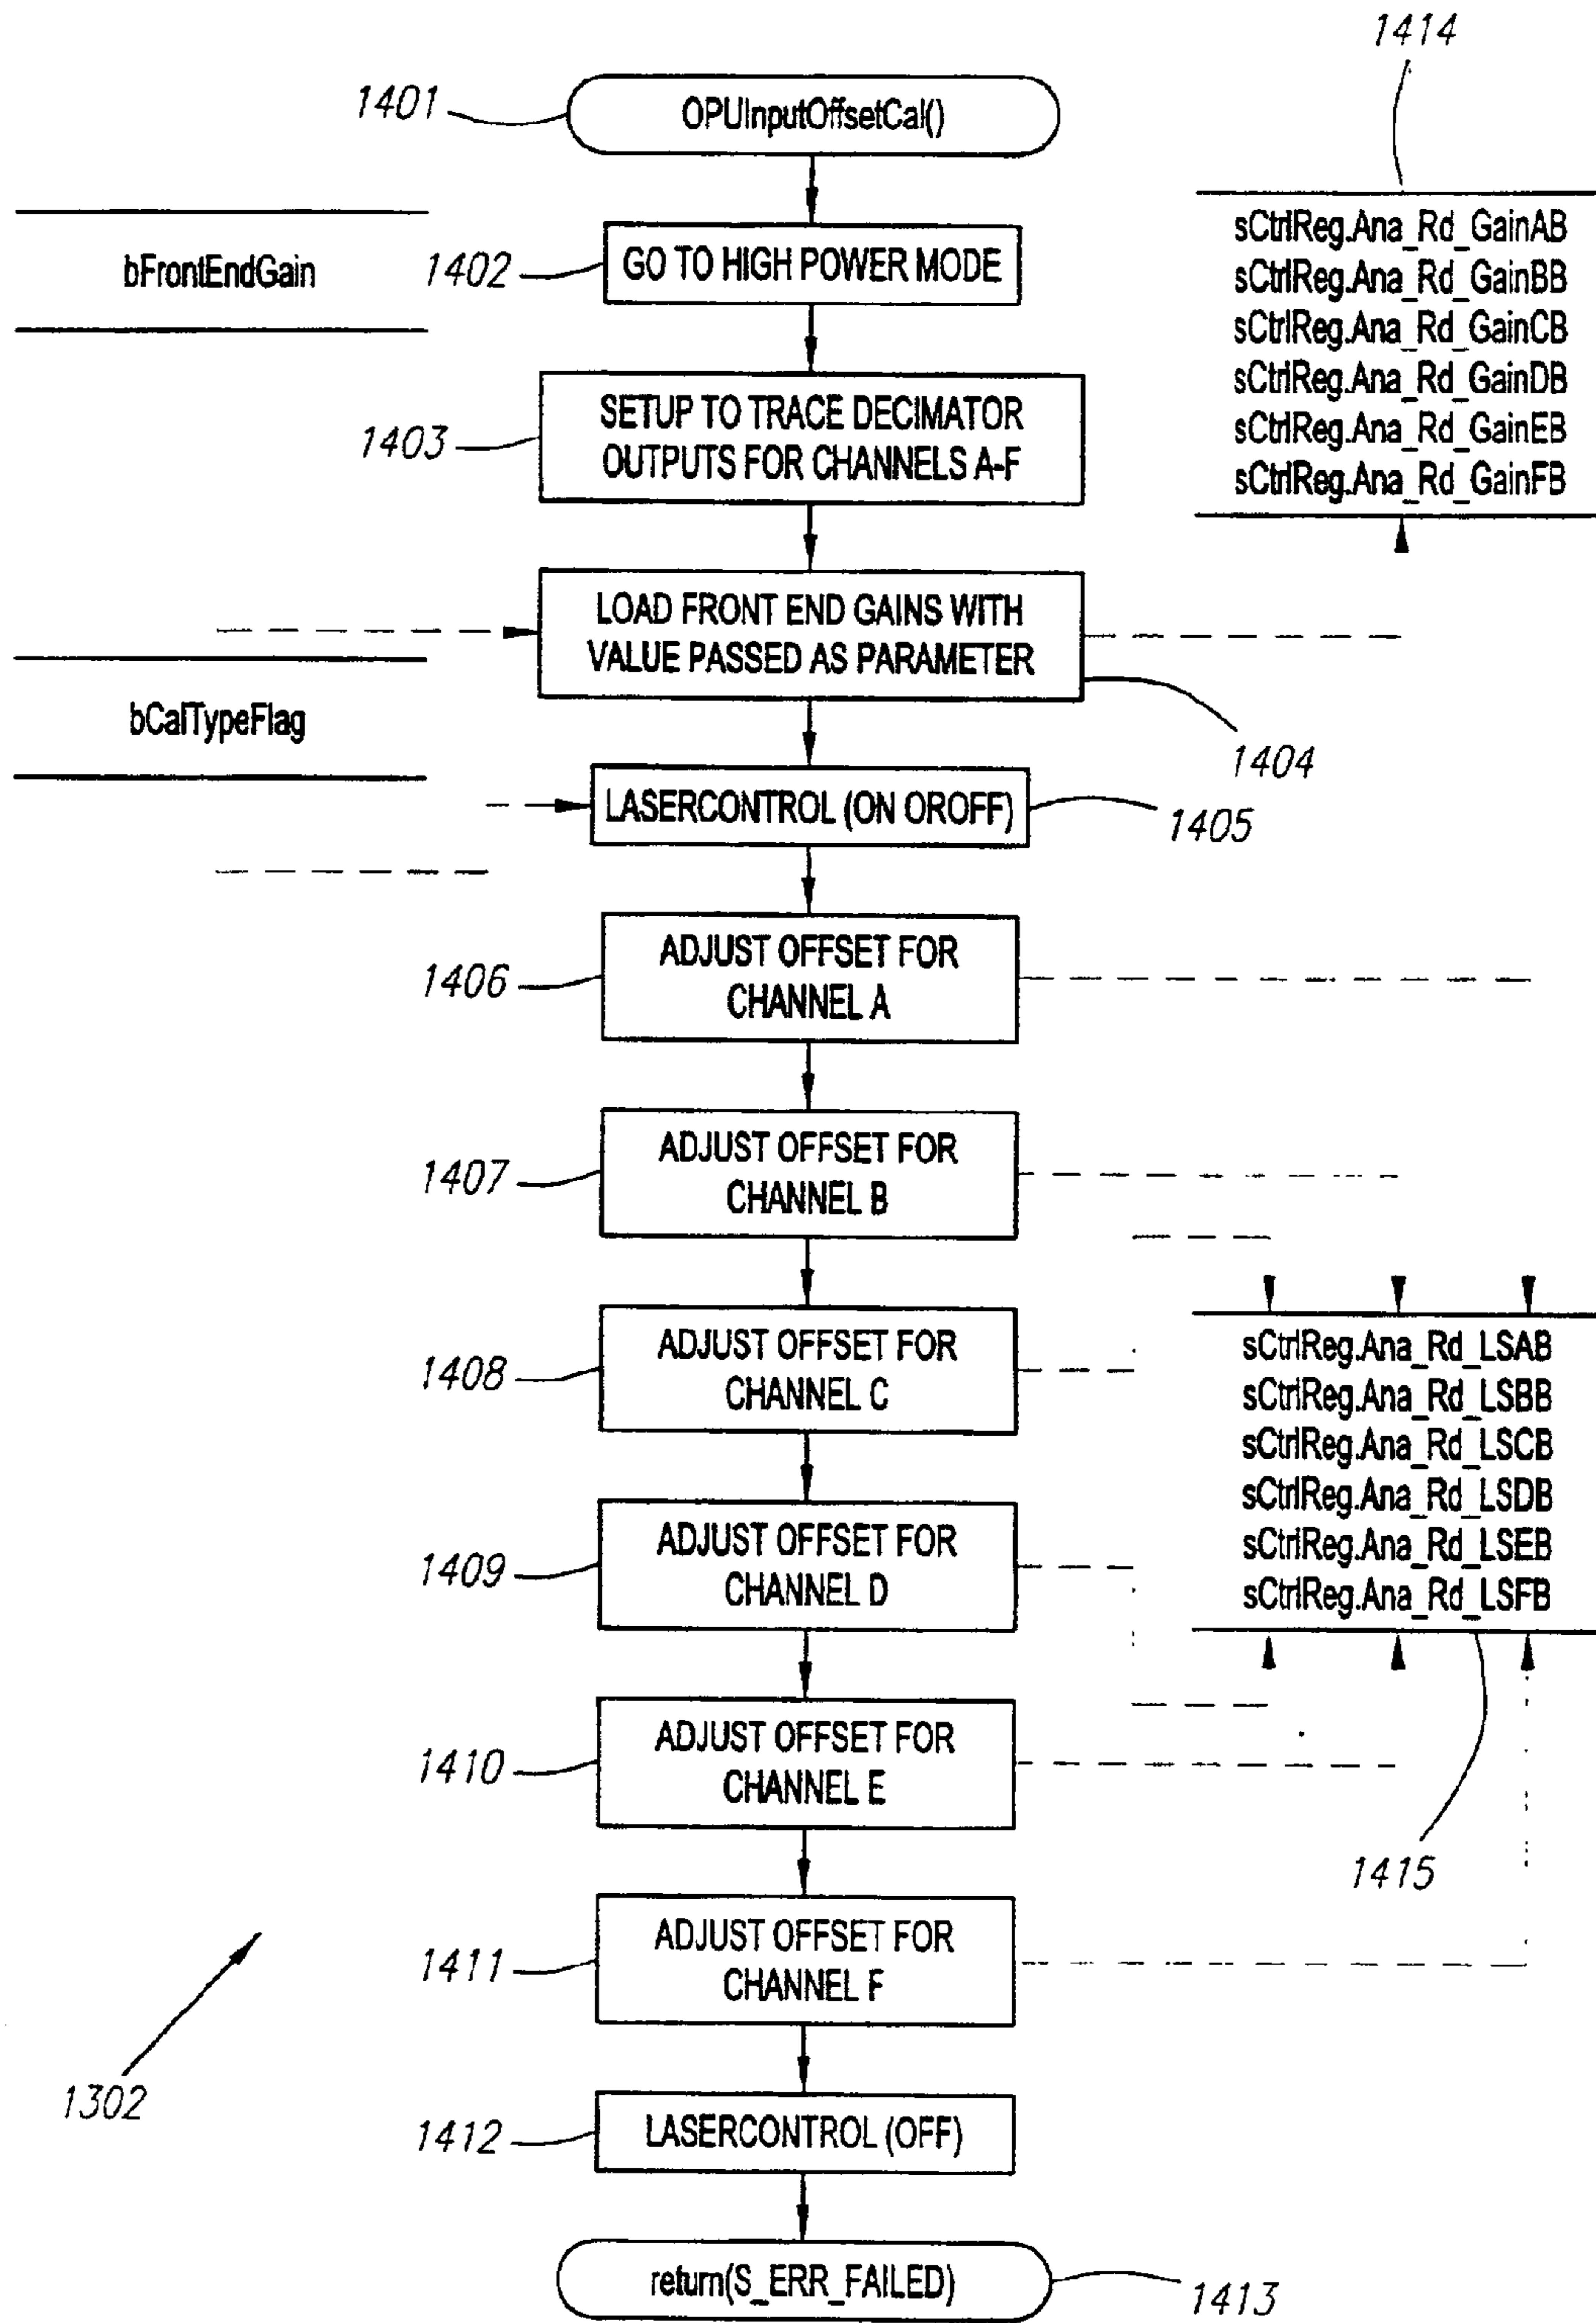 1414
1401
OPUInputOffsetCal()
bFrontEndGain
1402
GO TO HIGH POWER MODE
sCtrlReg.Ana_Rd_GainAB
sCtrlReg.Ana_Rd_GainBB
sCtrlReg.Ana_Rd_GainCB
sCtrlReg.Ana_Rd_GainDB
sCtrlReg.Ana_Rd_GainEB
sCtrlReg.Ana_Rd_GainFB
1403
SETUP TO TRACE DECIMATOR
OUTPUTS FOR CHANNELS A-F
LOAD FRONT END GAINS WITH
VALUE PASSED AS PARAMETER
1404
bCalTypeFlag
LASERCONTROL (ON OROFF)
1405
1406
ADJUST OFFSET FOR
CHANNEL A
1407
ADJUST OFFSET FOR
CHANNEL B
1408
ADJUST OFFSET FOR
CHANNEL C
sCtrlReg.Ana_Rd_LSAB
sCtrlReg.Ana_Rd_LSBB
sCtrlReg.Ana_Rd_LSCB
sCtrlReg.Ana_Rd_LSDB
sCtrlReg.Ana_Rd_LSEB
sCtrlReg.Ana_Rd_LSFB
1409
ADJUST OFFSET FOR
CHANNEL D
1410
ADJUST OFFSET FOR
CHANNEL E
1415
1411
ADJUST OFFSET FOR
CHANNEL F
1302
1412
LASERCONTROL (OFF)
return(S_ERR_FAILED)
1413